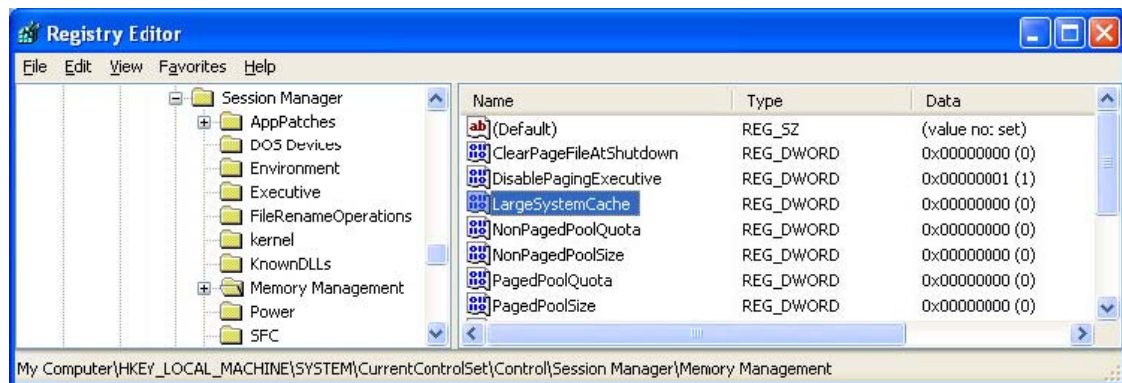 Registry Editor
File Edit View Favorites Help
Session Manager
AppPatches
DOS Devices
Environment
Executive
FileRenameOperations
kernel
KnownDLLs
Memory Management
Power
SFC
Name Type Data
(Default) REG_SZ (value not set)
ClearPageFileAtShutdown REG_DWORD 0x00000000 (0)
DisablePagingExecutive REG_DWORD 0x00000001 (1)
LargeSystemCache REG_DWORD 0x00000000 (0)
NonPagedPoolQuota REG_DWORD 0x00000000 (0)
NonPagedPoolSize REG_DWORD 0x00000000 (0)
PagedPoolQuota REG_DWORD 0x00000000 (0)
PagedPoolSize REG_DWORD 0x00000000 (0)
My Computer\HKEY_LOCAL_MACHINE\SYSTEM\CurrentControlSet\Control\Session Manager\Memory Management